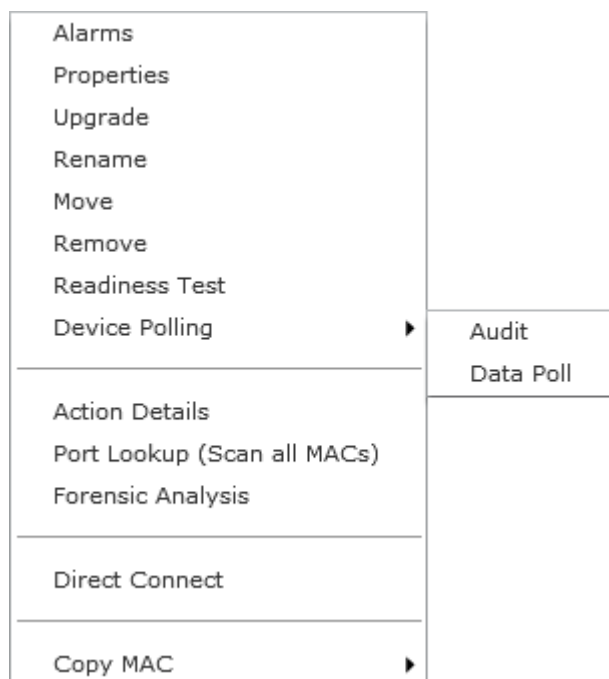 Alarms
Properties
Upgrade
Rename
Move
Remove
Readiness Test
Device Polling
Audit
Data Poll
Action Details
Port Lookup (Scan all MACs)
Forensic Analysis
Direct Connect
Copy MAC